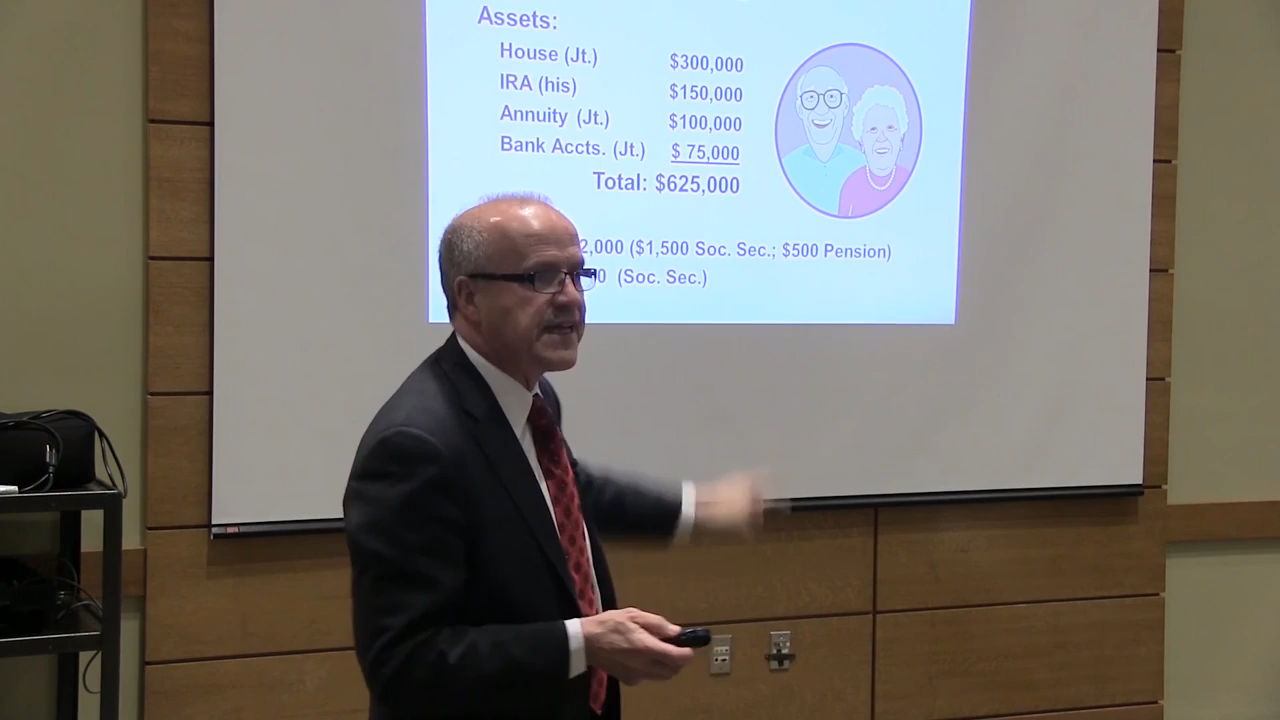 Assets:
House (Jt.) $300,000
IRA (his) $150,000
Annuity (Jt.) $100,000
Bank Accts. (Jt.) $ 75,000
Total: $625,000
2,000 ($1,500 Soc. Sec.; $500 Pension)
0 (Soc. Sec.)